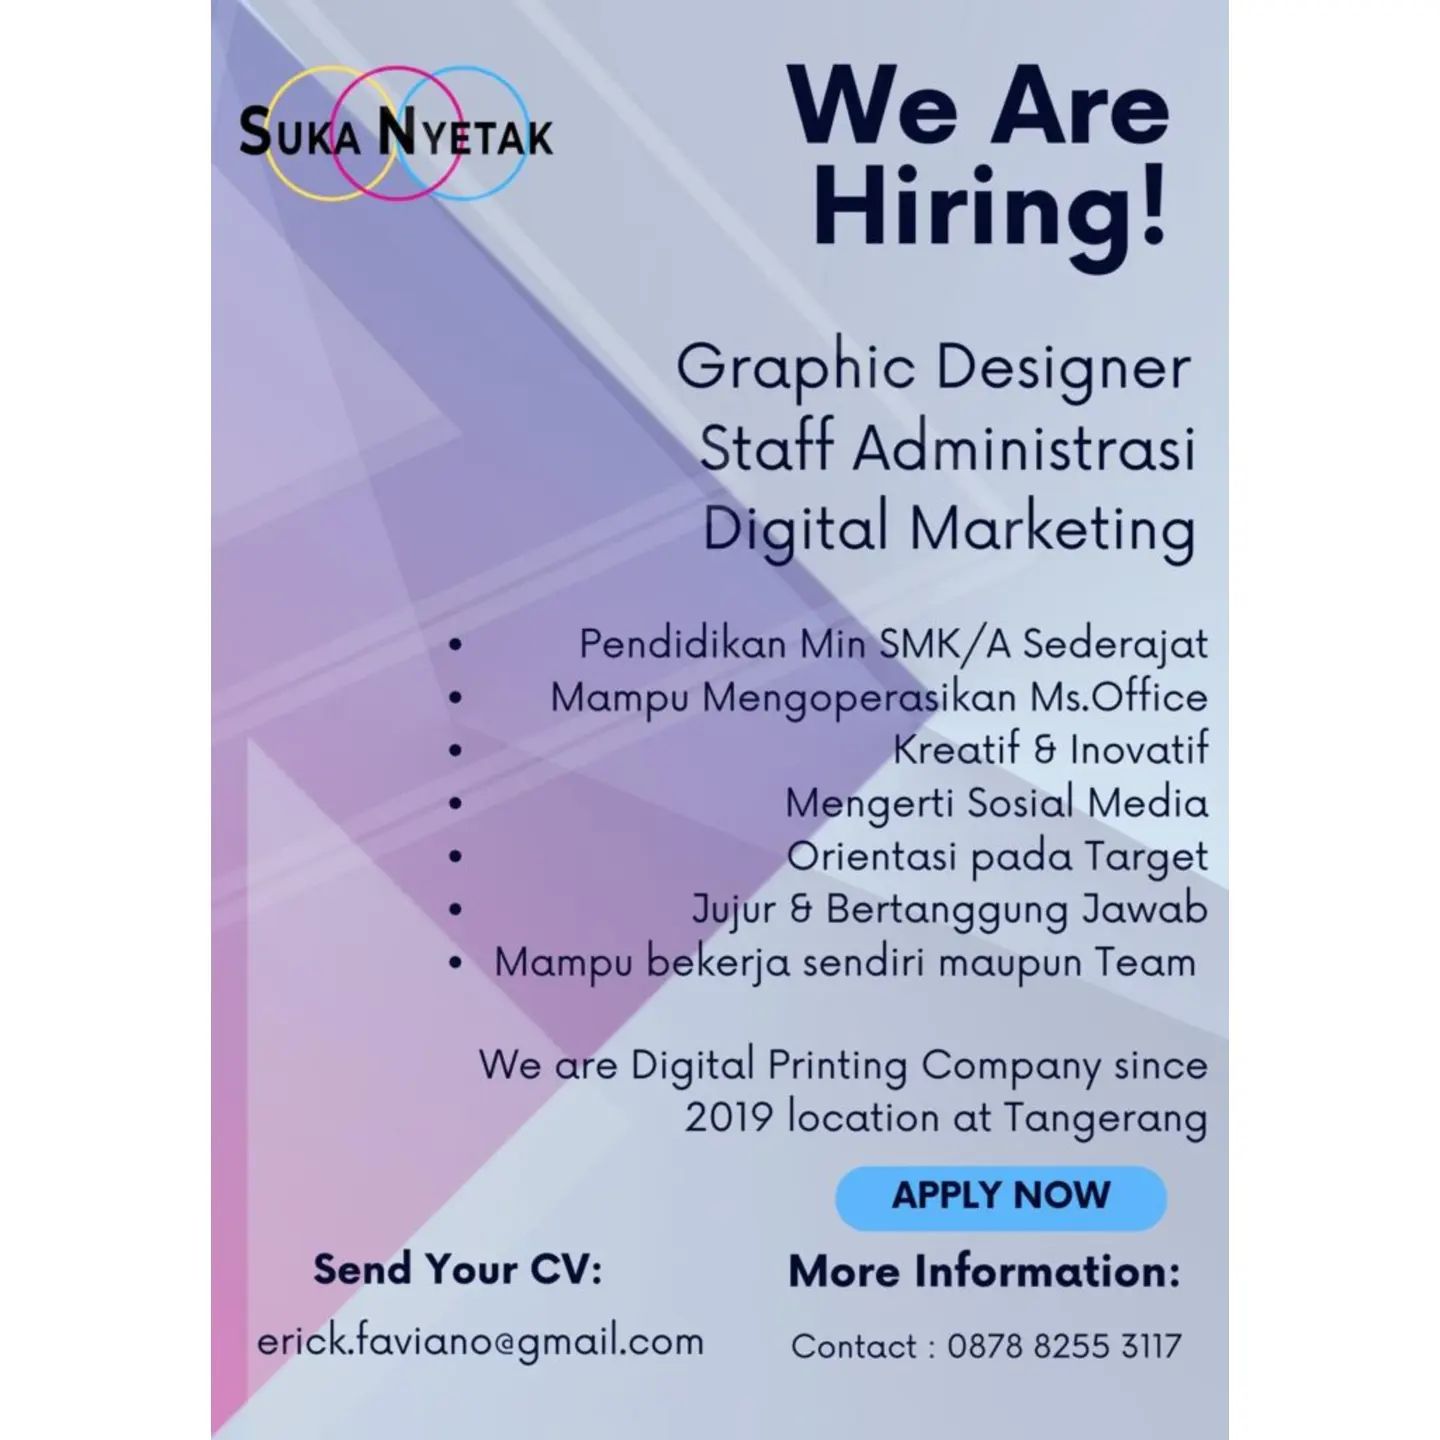 SUKA NYETAK
We Are
Hiring!
Graphic Designer
Staff Administrasi
Digital Marketing
• Pendidikan Min SMK/A Sederajat
• Mampu Mengoperasikan Ms.Office
• Kreatif & Inovatif
• Mengerti Sosial Media
• Orientasi pada Target
• Jujur & Bertanggung Jawab
• Mampu bekerja sendiri maupun Team
We are Digital Printing Company since
2019 location at Tangerang
APPLY NOW
Send Your CV:
erick.faviano@gmail.com
More Information:
Contact : 0878 8255 3117